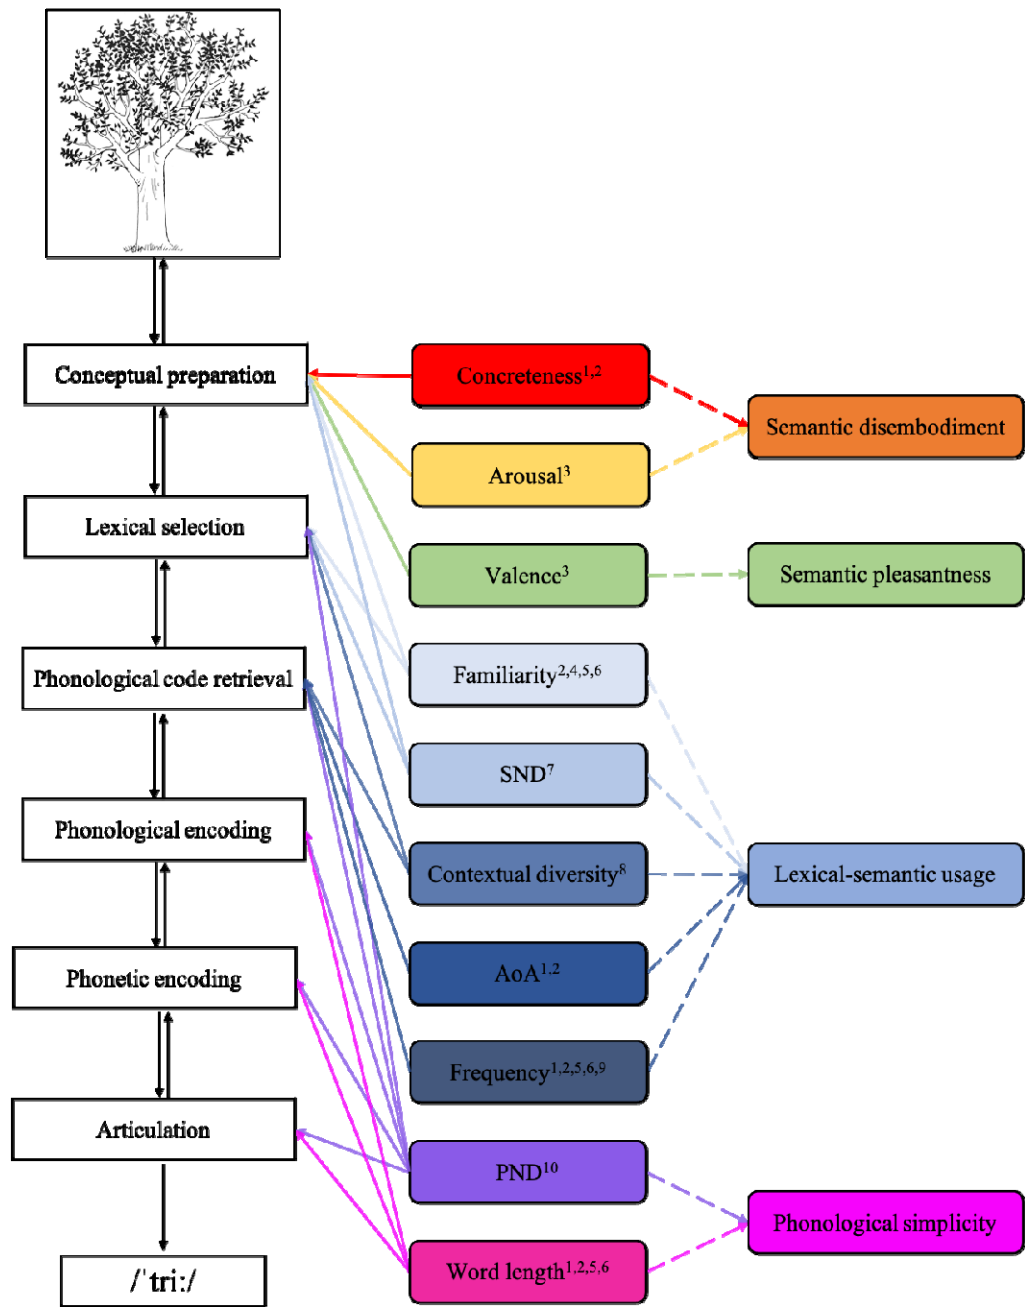 Conceptual preparation
Lexical selection
Phonological code retrieval
Phonological encoding
Phonetic encoding
Articulation
/ˈtriː/
Concreteness1,2
Arousal3
Valence3
Familiarity2,4,5,6
SND7
Contextual diversity8
AoA1,2
Frequency1,2,5,6,9
PND10
Word length1,2,5,6
Semantic disembodiment
Semantic pleasantness
Lexical-semantic usage
Phonological simplicity